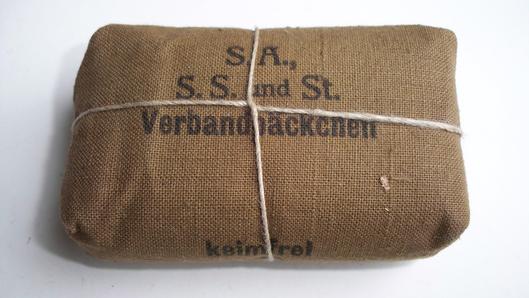 S.A.,
S.S. und St.
Verbandpäckchen
keimfrei